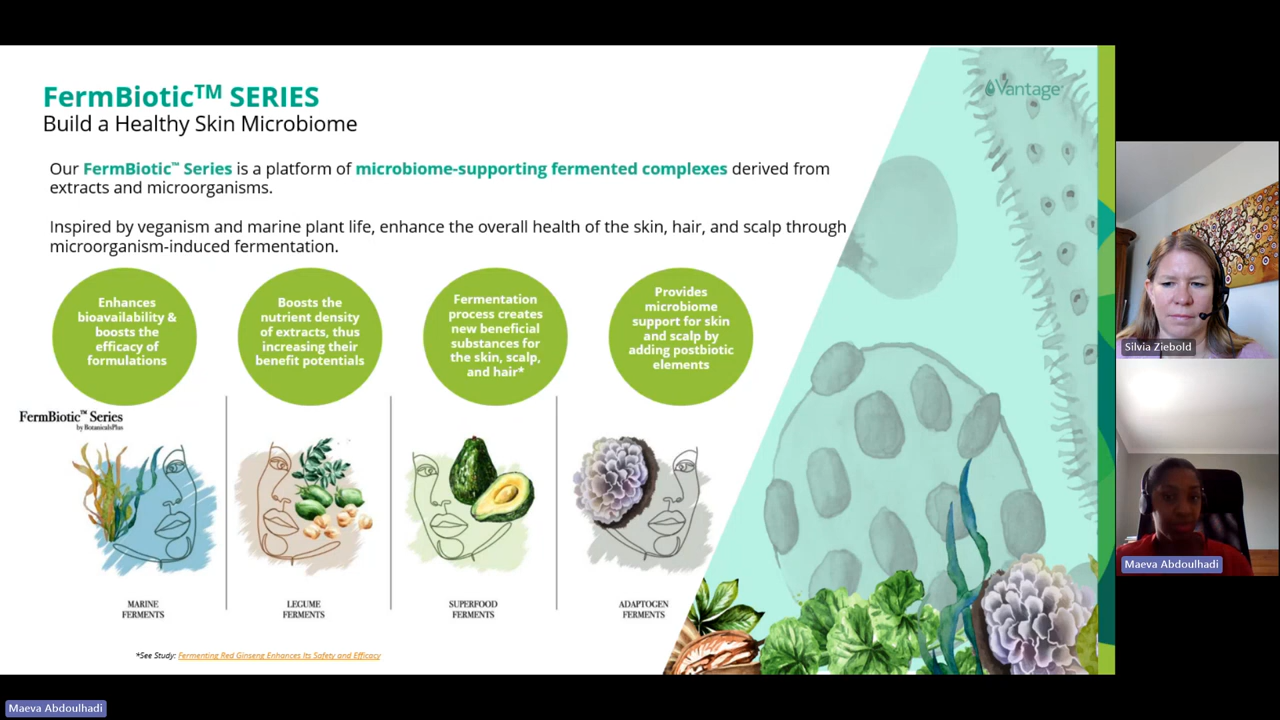 FermBiotic™ SERIES
Build a Healthy Skin Microbiome
Vantage
Our FermBiotic™ Series is a platform of microbiome-supporting fermented complexes derived from
extracts and microorganisms.
Inspired by veganism and marine plant life, enhance the overall health of the skin, hair, and scalp through
microorganism-induced fermentation.
Enhances
bioavailability &
boosts the
efficacy of
formulations
Boosts the
nutrient density
of extracts, thus
increasing their
benefit potentials
Fermentation
process creates
new beneficial
substances for
the skin, scalp,
and hair*
Provides
microbiome
support for skin
and scalp by
adding postbiotic
elements
FermBiotic™ Series
by BotanicalsPlus
MARINE
FERMENTS
LEGUME
FERMENTS
SUPERFOOD
FERMENTS
ADAPTOGEN
FERMENTS
*See Study: Fermenting Red Ginseng Enhances Its Safety and Efficacy
Silvia Ziebold
Maeva Abdoulhadi
Maeva Abdoulhadi